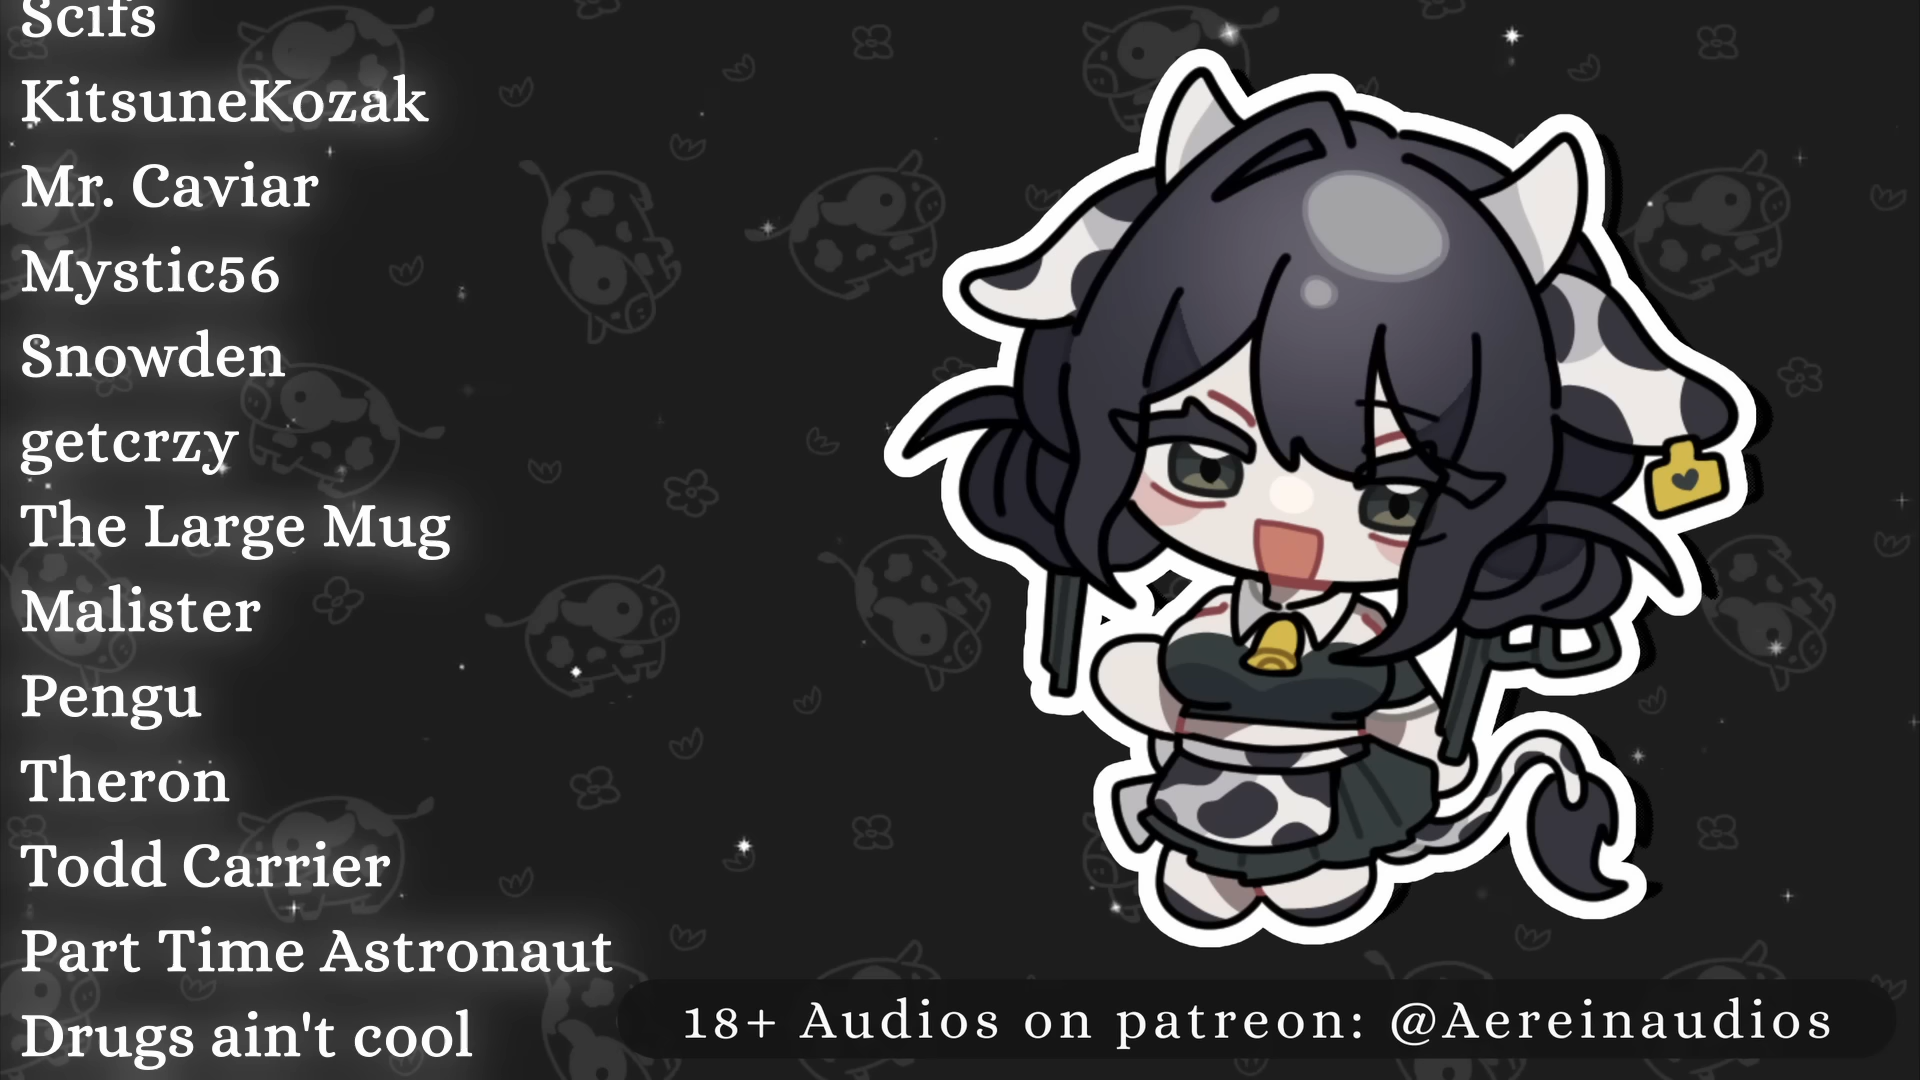 Scifs
KitsuneKozak
Mr. Caviar
Mystic56
Snowden
getcrzy
The Large Mug
Malister
Pengu
Theron
Todd Carrier
Part Time Astronaut
Drugs ain't cool
18+ Audios on patreon: @Aereinaudios